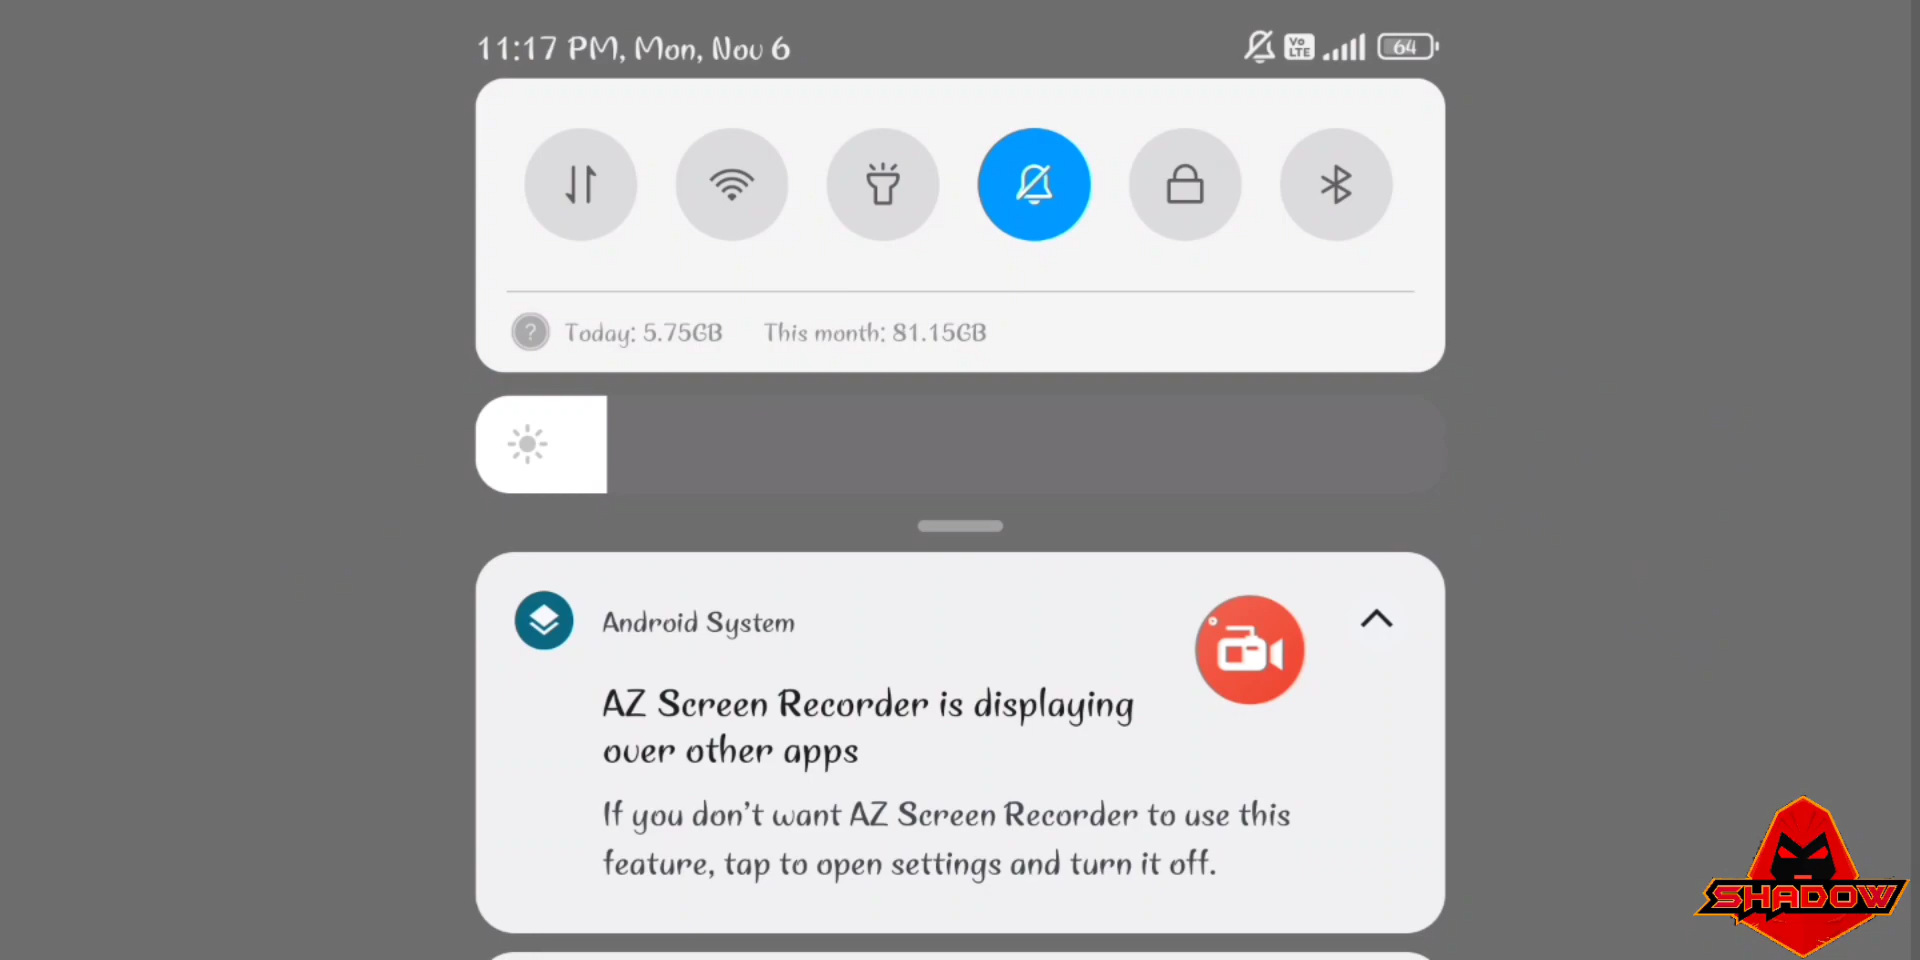 11:17 PM, Mon, Nov 6
Vo
LTE
64
? Today: 5.75GB This month: 81.15GB
Android System
AZ Screen Recorder is displaying
over other apps
If you don't want AZ Screen Recorder to use this
feature, tap to open settings and turn it off.
SHADOW